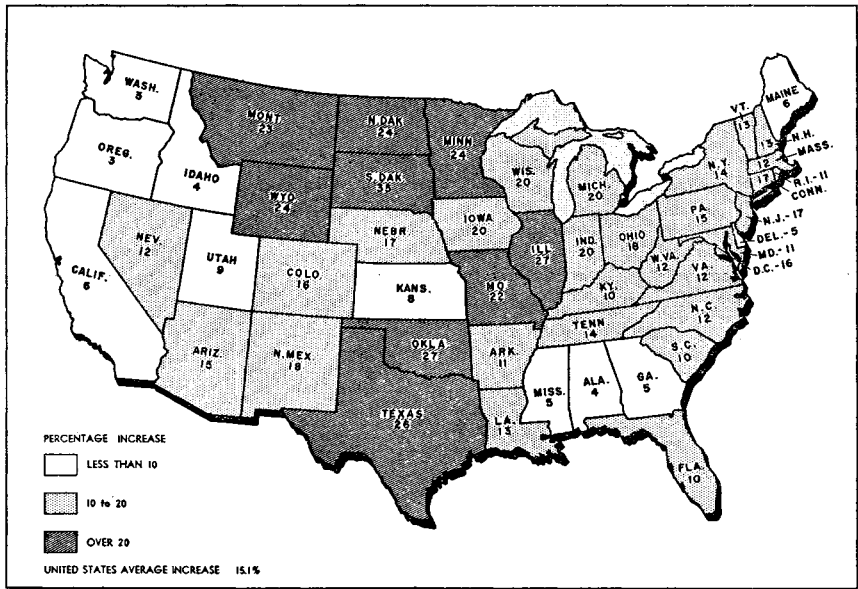 WASH.
3
OREG.
3
IDAHO
4
MONT.
23
N.DAK.
24
MINN.
24
S.DAK.
35
WYO.
24
WIS.
20
MICH.
20
VT.
13
MAINE
6
N.H.
13
MASS.
12
R.I.-11
CONN.
17
N.Y.
14
PA.
15
N.J.-17
DEL.-5
MD.-11
D.C.-16
NEV.
12
UTAH
9
COLO.
16
NEBR.
17
IOWA
20
ILL.
27
IND.
20
OHIO
18
W.VA.
12
VA.
12
CALIF.
6
KANS.
8
MO.
22
KY.
10
N.C.
12
TENN
14
S.C.
10
ARIZ.
15
N.MEX.
18
OKLA.
27
ARK.
11
TEXAS
26
LA.
13
MISS.
5
ALA.
4
GA.
5
FLA.
10
PERCENTAGE INCREASE
LESS THAN 10
10 to 20
OVER 20
UNITED STATES AVERAGE INCREASE 15.1%